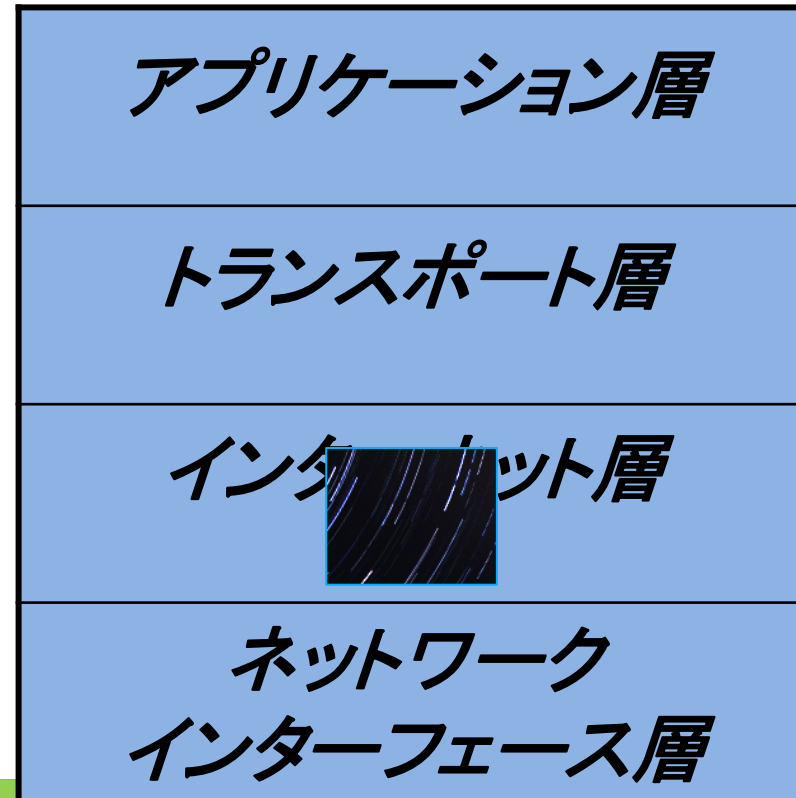 アプリケーション層
トランスポート層
インターネット層
ネットワーク
インターフェース層